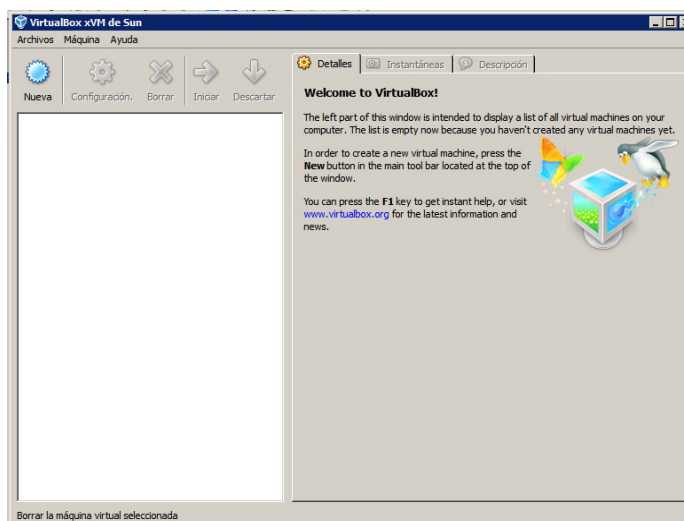 VirtualBox xVM de Sun
Archivos Máquina Ayuda
Nueva Configuración. Borrar Iniciar Descartar
Detalles Instantáneas Descripción
Welcome to VirtualBox!
The left part of this window is intended to display a list of all virtual machines on your
computer. The list is empty now because you haven't created any virtual machines yet.
In order to create a new virtual machine, press the
New button in the main tool bar located at the top of
the window.
You can press the F1 key to get instant help, or visit
www.virtualbox.org for the latest information and
news.
Borrar la máquina virtual seleccionada